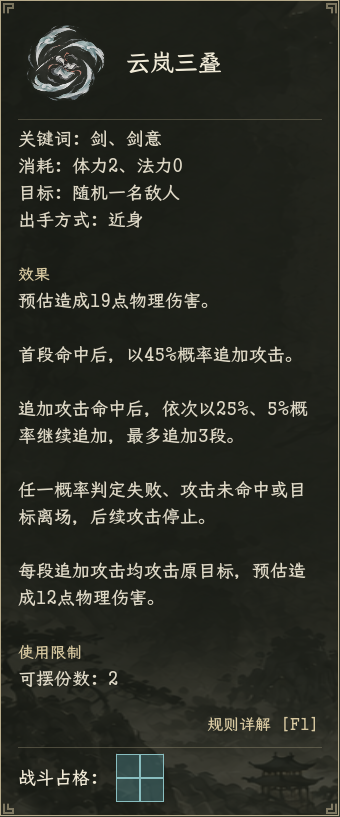 云岚三叠
关键词: 剑、剑意
消耗: 体力2、法力0
目标: 随机一名敌人
出手方式: 近身
效果
预估造成19点物理伤害。
首段命中后, 以45%概率追加攻击。
追加攻击命中后, 依次以25%、5%概
率继续追加, 最多追加3段。
任一概率判定失败、攻击未命中或目
标离场, 后续攻击停止。
每段追加攻击均攻击原目标, 预估造
成12点物理伤害。
使用限制
可摆份数: 2
规则详解 [F1]
战斗占格: